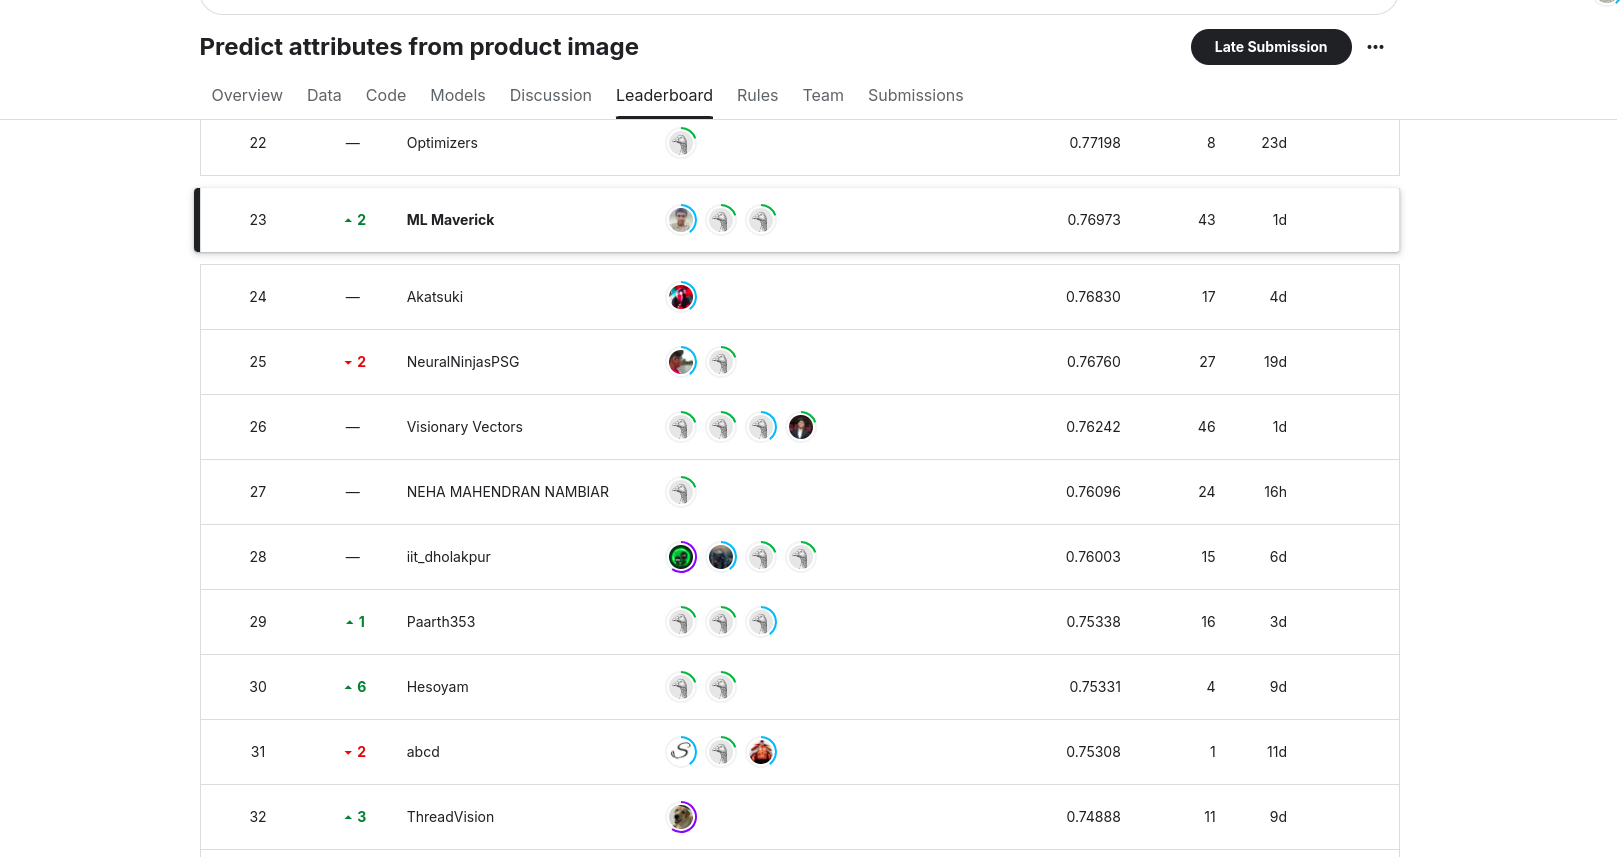 Predict attributes from product image
Late Submission
Overview Data Code Models Discussion Leaderboard Rules Team Submissions
22 — Optimizers 0.77198 8 23d
23 2 ML Maverick 0.76973 43 1d
24 — Akatsuki 0.76830 17 4d
25 2 NeuralNinjasPSG 0.76760 27 19d
26 — Visionary Vectors 0.76242 46 1d
27 — NEHA MAHENDRAN NAMBIAR 0.76096 24 16h
28 — iit_dholakpur 0.76003 15 6d
29 1 Paarth353 0.75338 16 3d
30 6 Hesoyam 0.75331 4 9d
31 2 abcd S 0.75308 1 11d
32 3 ThreadVision 0.74888 11 9d